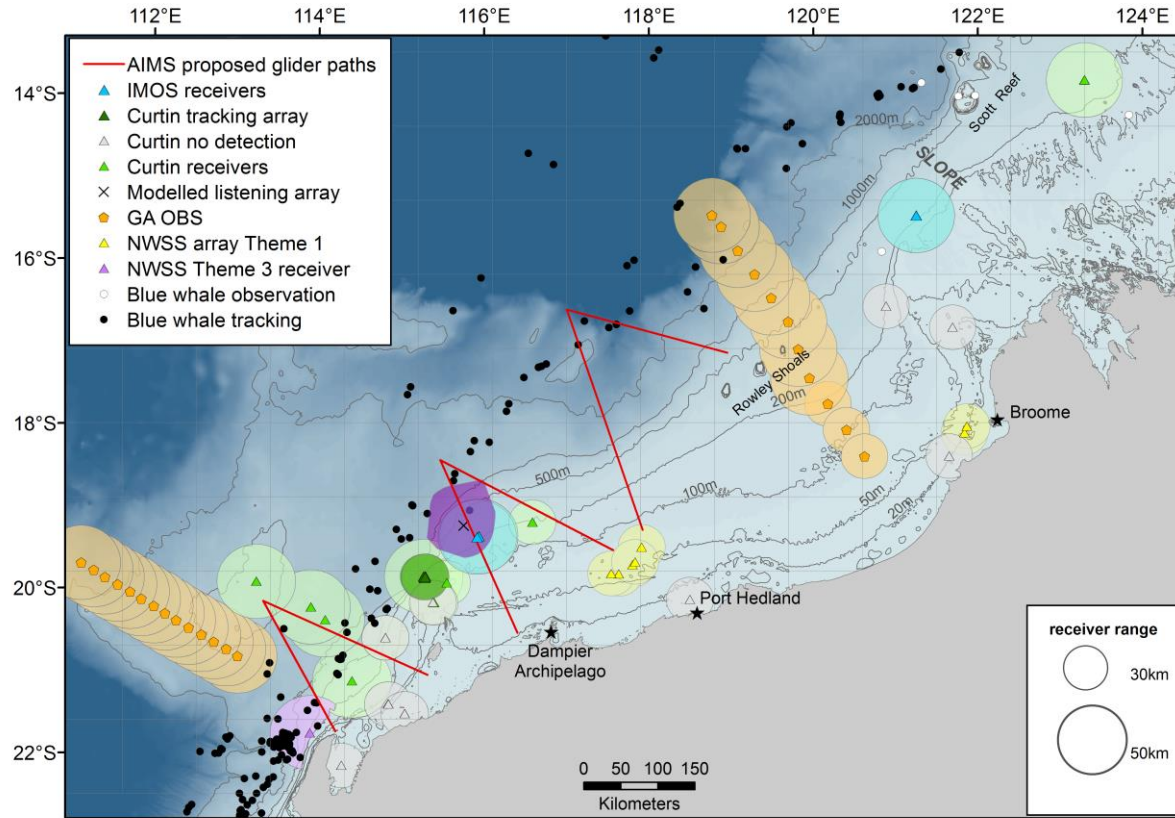 112°E 114°E 116°E 118°E 120°E 122°E 124°E
AIMS proposed glider paths
IMOS receivers
Curtin tracking array
Curtin no detection
Curtin receivers
Modelled listening array
GA OBS
NWSS array Theme 1
NWSS Theme 3 receiver
Blue whale observation
Blue whale tracking
14°S
16°S
18°S
20°S
22°S
2000m
Scott Reef
SLOPE
1000m
Rowley Shoals
200m
Broome
500m
100m
50m
20m
Port Hedland
Dampier
Archipelago
0 50 100 150
Kilometers
receiver range
30km
50km